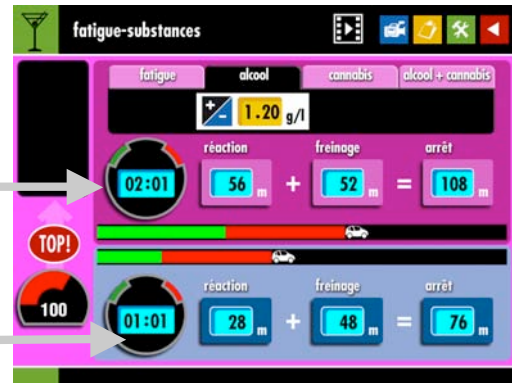 fatigue-substances
fatigue alcool cannabis alcool + cannabis
+/- 1.20 g/l
réaction freinage arrêt
02:01 56 m + 52 m = 108 m
TOP!
réaction freinage arrêt
100 01:01 28 m + 48 m = 76 m